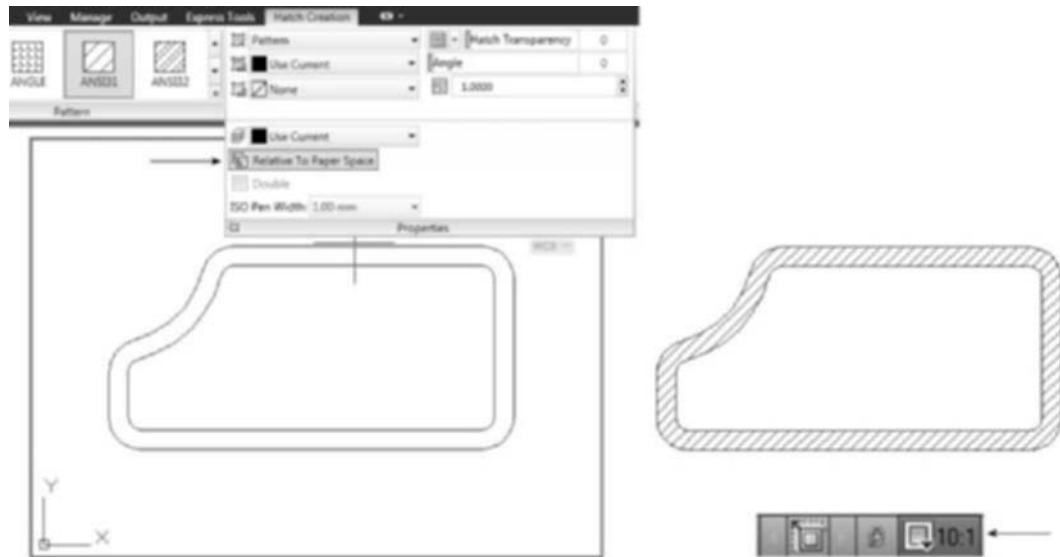 View Manage Output Express Tools Hatch Creation
Pattern
Hatch Transparency 0
Use Current
Angle 0
None
1.0000
ANGLE ANSI31 ANSI32
Pattern
Use Current
Relative To Paper Space
Double
ISO Pen Width: 1.00 mm
Properties
WCS
Y
X
10:1